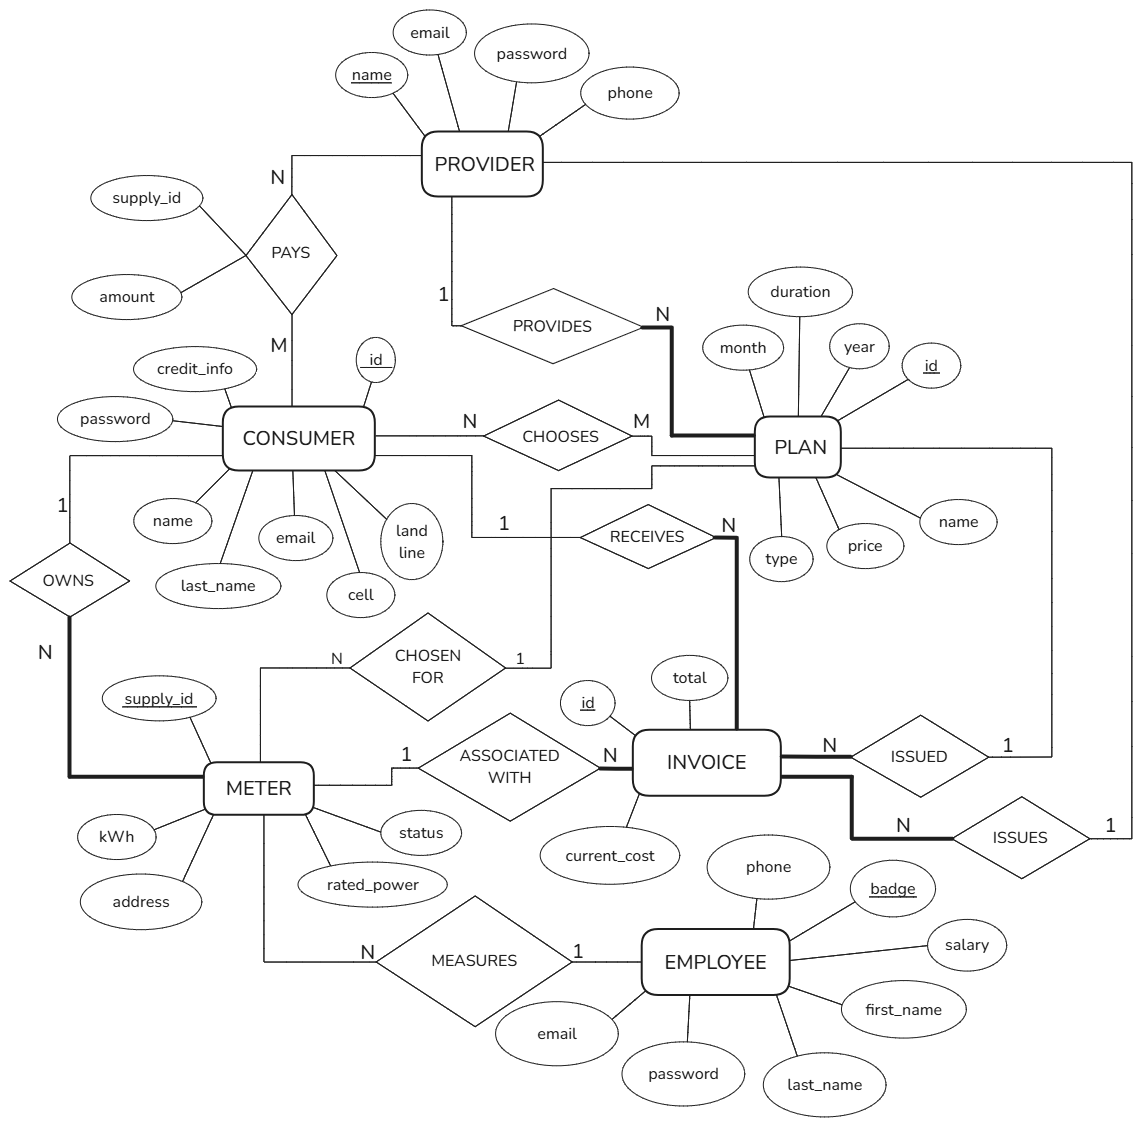 email
password
name
phone
PROVIDER
N
supply_id
PAYS
amount
1
PROVIDES
N
duration
month
year
id
M
id
credit_info
password
CONSUMER
N
CHOOSES
M
PLAN
1
name
email
land
line
last_name
cell
1
RECEIVES
N
type
price
name
OWNS
N
N
CHOSEN
FOR
1
supply_id
id
total
METER
1
ASSOCIATED
WITH
N
INVOICE
N
ISSUED
1
kWh
status
address
rated_power
current_cost
N
ISSUES
1
phone
badge
N
MEASURES
1
EMPLOYEE
salary
first_name
email
password
last_name